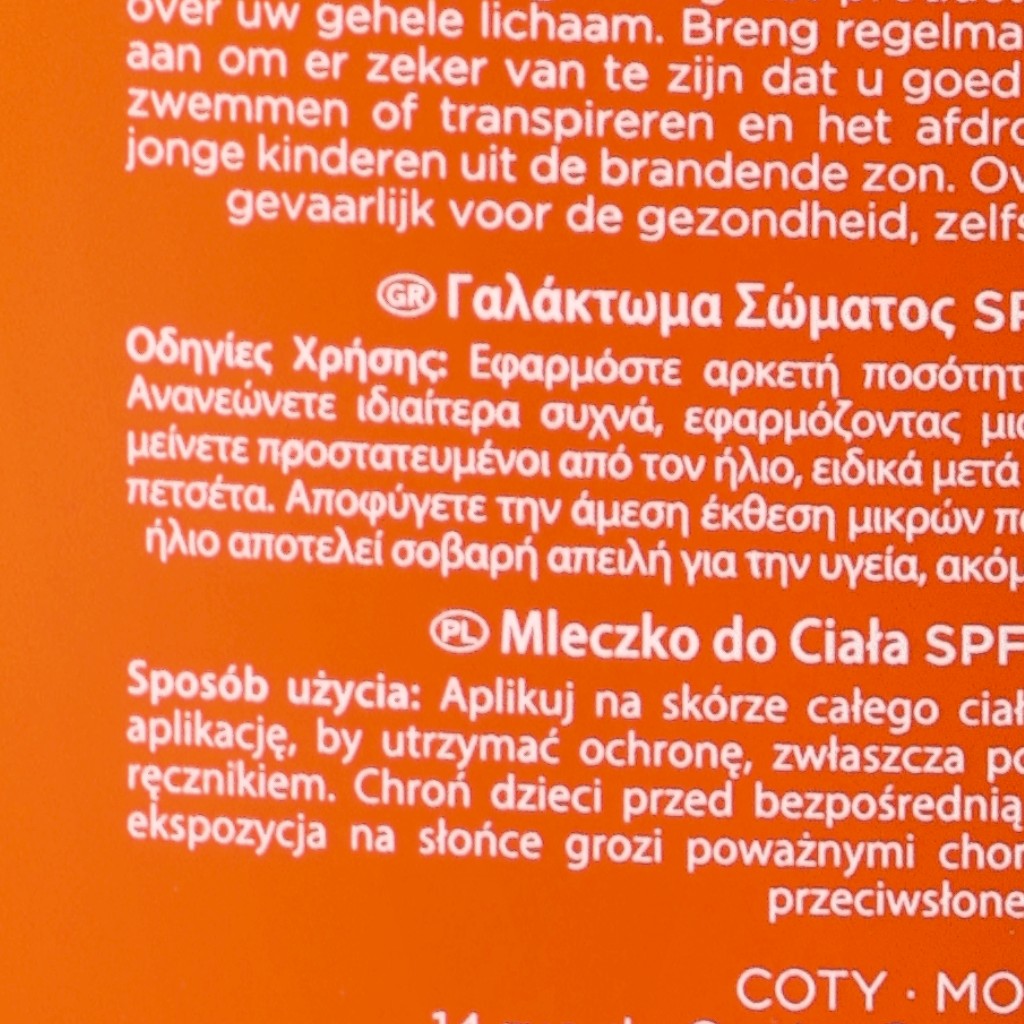 over uw gehele lichaam. Breng regelma
aan om er zeker van te zijn dat u goed
zwemmen of transpireren en het afdro
jonge kinderen uit de brandende zon. Ov
gevaarlijk voor de gezondheid, zelfs
GR Γαλάκτωμα Σώματος SP
Οδηγίες Χρήσης: Εφαρμόστε αρκετή ποσότητ
Ανανεώνετε ιδιαίτερα συχνά, εφαρμόζοντας μια
μείνετε προστατευμένοι από τον ήλιο, ειδικά μετά
πετσέτα. Αποφύγετε την άμεση έκθεση μικρών πα
ήλιο αποτελεί σοβαρή απειλή για την υγεία, ακόμ
PL Mleczko do Ciała SPF
Sposób użycia: Aplikuj na skórze całego ciał
aplikację, by utrzymać ochronę, zwłaszcza po
ręcznikiem. Chroń dzieci przed bezpośrednią
ekspozycja na słońce grozi poważnymi chor
przeciwsłone
COTY · MO
14